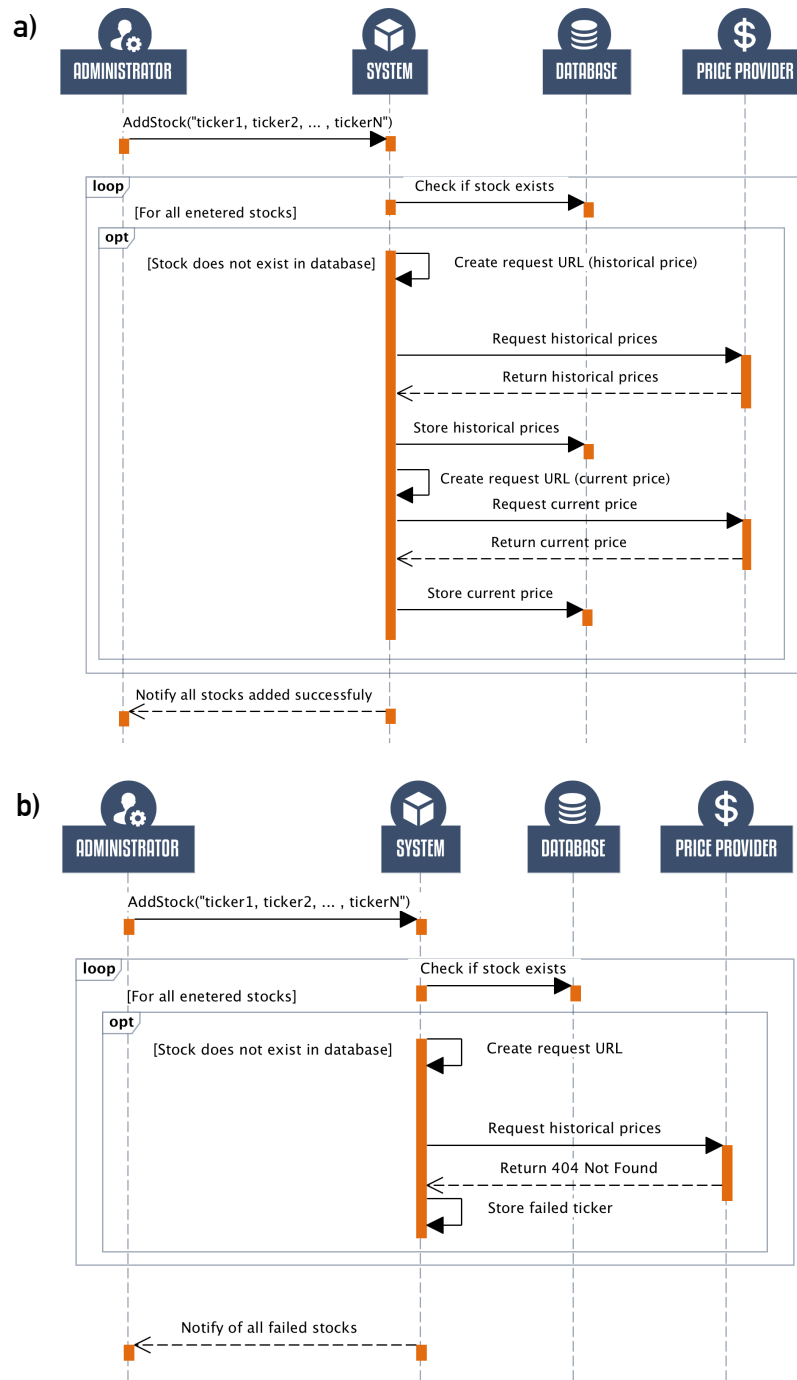 a)
ADMINISTRATOR
SYSTEM
DATABASE
PRICE PROVIDER
AddStock("ticker1, ticker2, ... , tickerN")
loop
Check if stock exists
[For all enetered stocks]
opt
[Stock does not exist in database]
Create request URL (historical price)
Request historical prices
Return historical prices
Store historical prices
Create request URL (current price)
Request current price
Return current price
Store current price
Notify all stocks added successfuly
b)
ADMINISTRATOR
SYSTEM
DATABASE
PRICE PROVIDER
AddStock("ticker1, ticker2, ... , tickerN")
loop
Check if stock exists
[For all enetered stocks]
opt
[Stock does not exist in database]
Create request URL
Request historical prices
Return 404 Not Found
Store failed ticker
Notify of all failed stocks